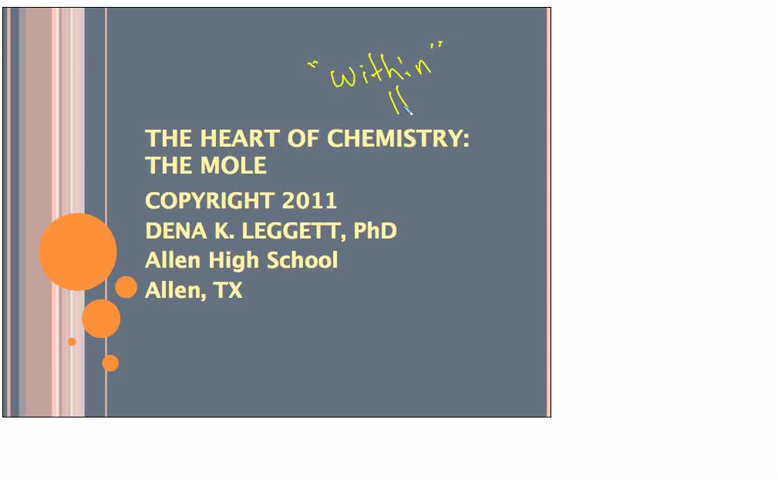 "within"
THE HEART OF CHEMISTRY:
THE MOLE
COPYRIGHT 2011
DENA K. LEGGETT, PhD
Allen High School
Allen, TX